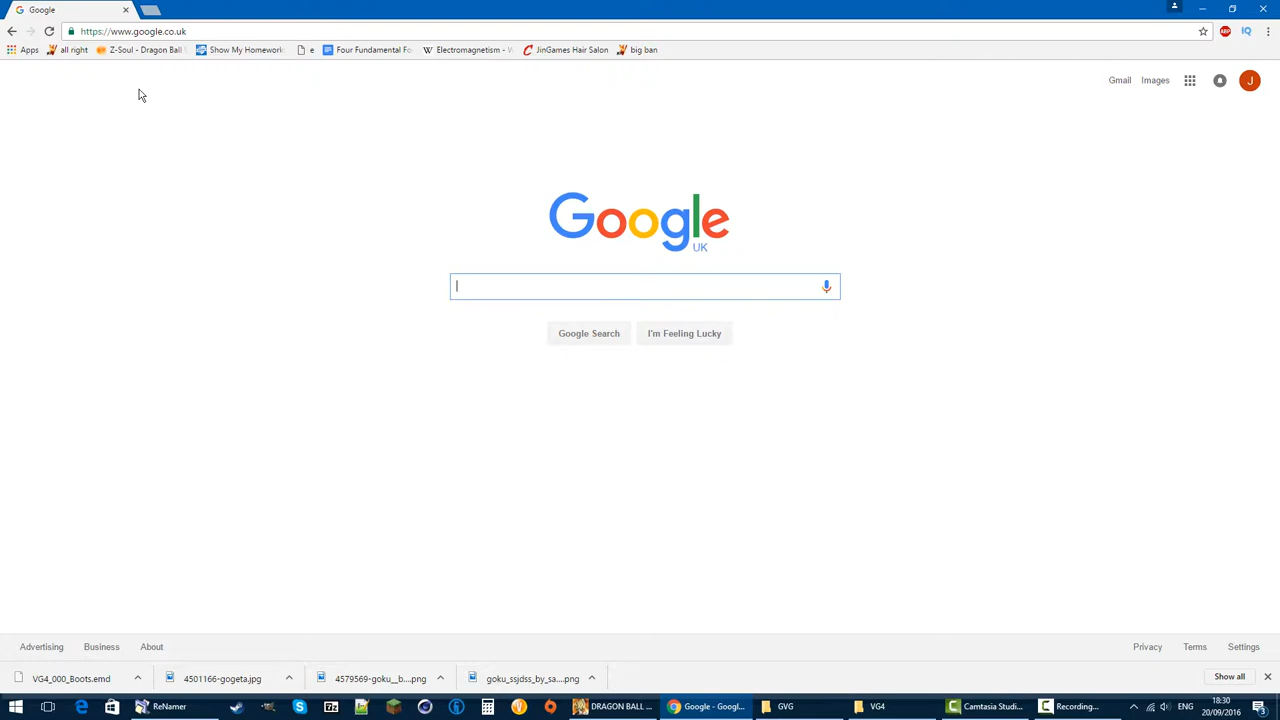 Google
https://www.google.co.uk
Apps all right Z-Soul - Dragon Ball Show My Homework e Four Fundamental Fo Electromagnetism - JinGames Hair Salon big ban
Gmail Images J
Google
UK
Google Search I'm Feeling Lucky
Advertising Business About Privacy Terms Settings
VG4_000_Boots.emd 4501166-gogeta.jpg 4579569-goku__b....png goku_ssjdss_by_sa....png Show all
ReNamer DRAGON BALL ... Google - Googl... GVG VG4 Camtasia Studi... Recording... ENG 18:30
20/09/2016